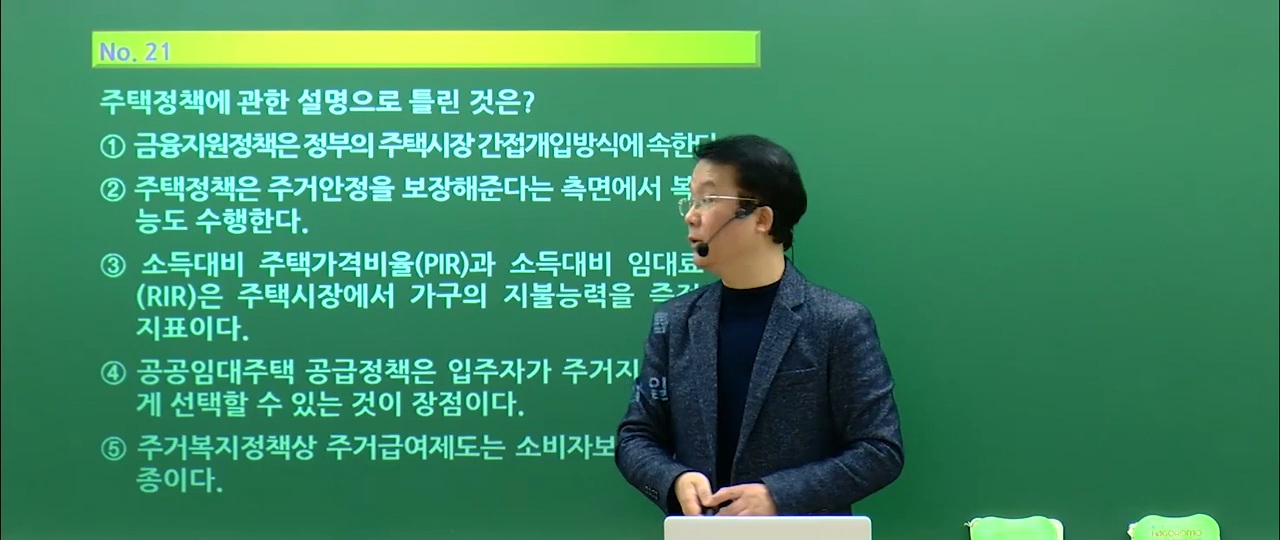 No. 21
주택정책에 관한 설명으로 틀린 것은?
① 금융지원정책은 정부의 주택시장 간접개입방식에 속한다
② 주택정책은 주거안정을 보장해준다는 측면에서
능도 수행한다.
③ 소득대비 주택가격비율(PIR)과 소득대비 임대료
(RIR)은 주택시장에서 가구의 지불능력을 측정
지표이다.
④ 공공임대주택 공급정책은 입주자가 주거지
게 선택할 수 있는 것이 장점이다.
⑤ 주거복지정책상 주거급여제도는 소비자보
종이다.